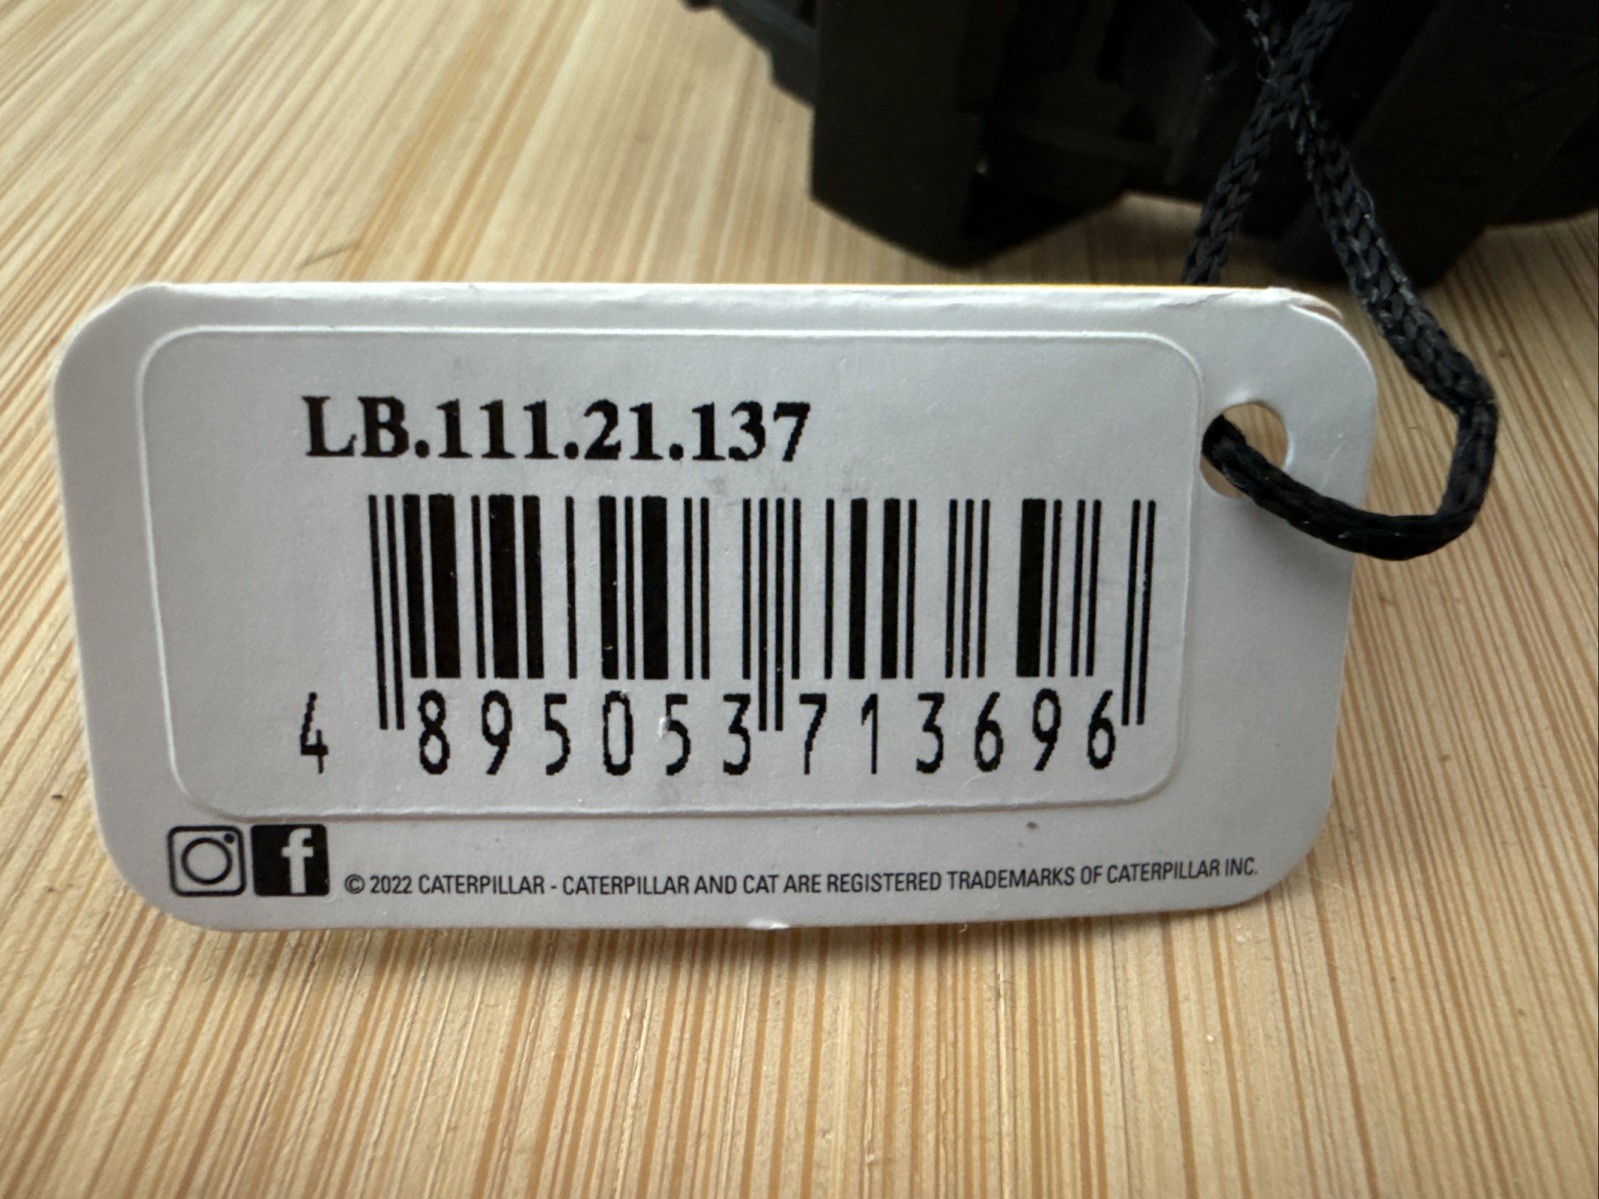 LB.111.21.137
4 895053 713696
© 2022 CATERPILLAR - CATERPILLAR AND CAT ARE REGISTERED TRADEMARKS OF CATERPILLAR INC.